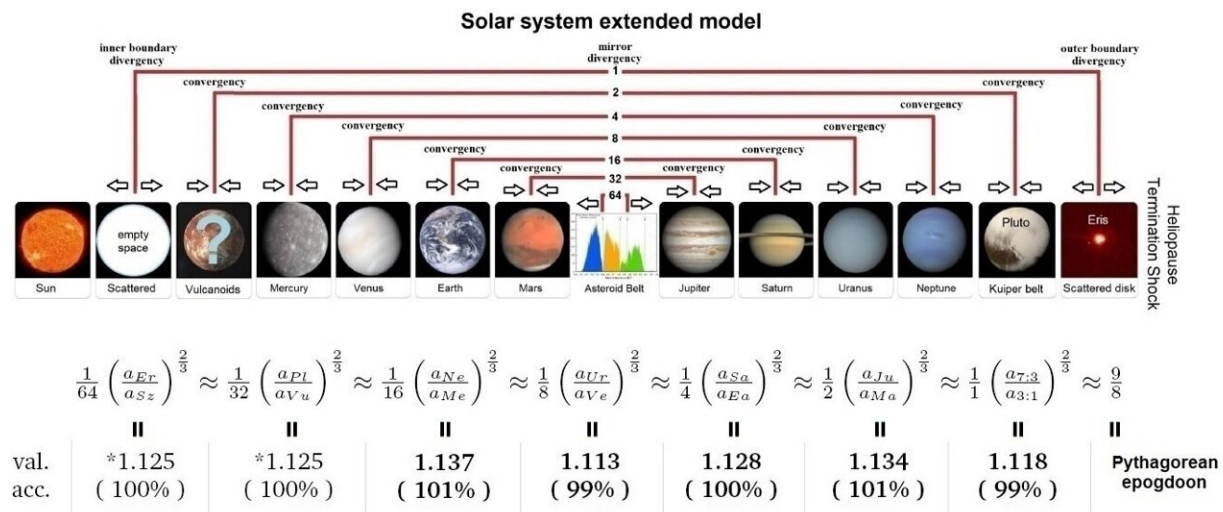 Solar system extended model
inner boundary
divergency
mirror
divergency
outer boundary
divergency
1
convergency 2 convergency
convergency 4 convergency
convergency 8 convergency
convergency 16 convergency
convergency 32 convergency
64
empty
space
?
Pluto
Eris
Sun Scattered Vulcanoids Mercury Venus Earth Mars Asteroid Belt Jupiter Saturn Uranus Neptune Kuiper belt Scattered disk
Termination Shock
Heliopause
1/64 (a_Er/a_Sz)^2/3 ≈ 1/32 (a_Pl/a_Vu)^2/3 ≈ 1/16 (a_Ne/a_Me)^2/3 ≈ 1/8 (a_Ur/a_Ve)^2/3 ≈ 1/4 (a_Sa/a_Ea)^2/3 ≈ 1/2 (a_Ju/a_Ma)^2/3 ≈ 1/1 (a_7:3/a_3:1)^2/3 ≈ 9/8
= = = = = = = =
val. *1.125 *1.125 1.137 1.113 1.128 1.134 1.118 Pythagorean
acc. ( 100% ) ( 100% ) ( 101% ) ( 99% ) ( 100% ) ( 101% ) ( 99% ) epogdoon